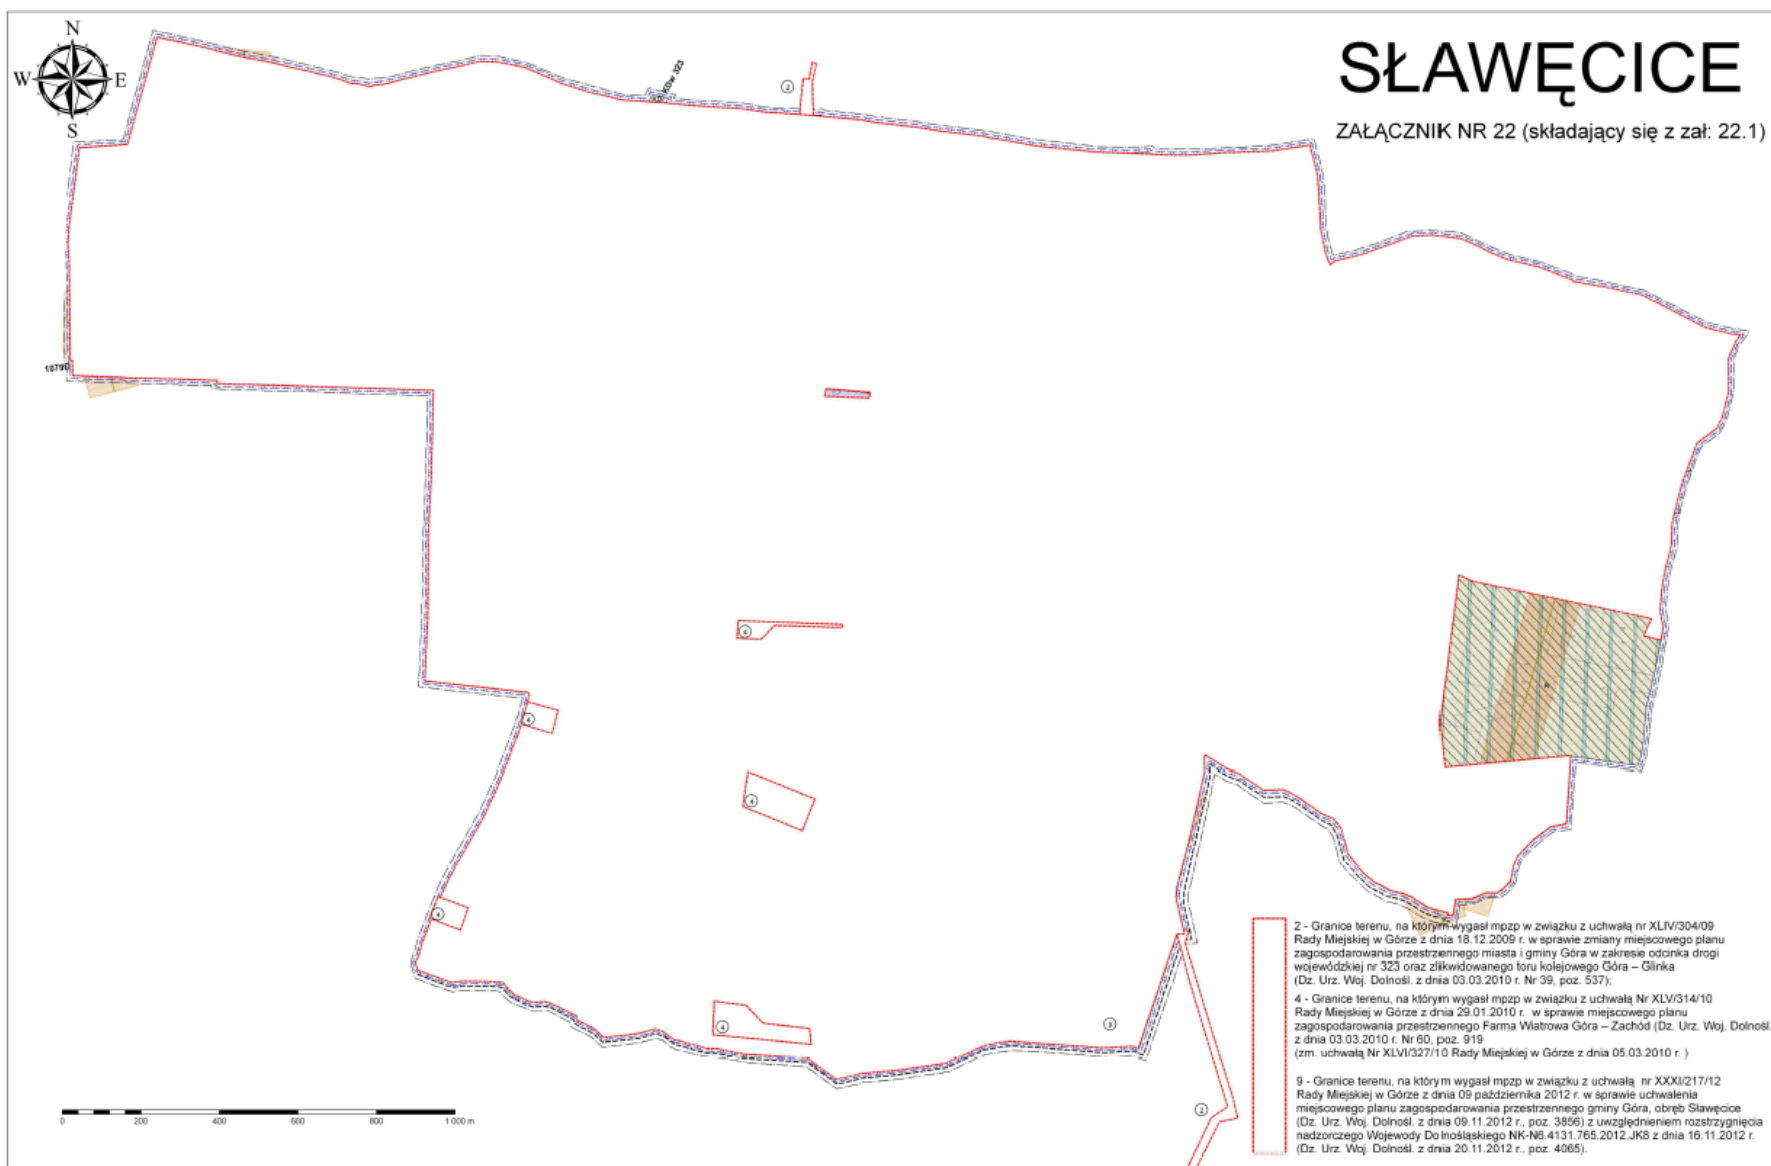 N
W
E
S
SŁAWĘCICE
ZAŁĄCZNIK NR 22 (składający się z zał: 22.1)
KDw 323
2
1079D
4
4
R
4
4
4
9
2
2 - Granice terenu, na którym wygasł mpzp w związku z uchwałą nr XLIV/304/09
Rady Miejskiej w Górze z dnia 18.12.2009 r. w sprawie zmiany miejscowego planu
zagospodarowania przestrzennego miasta i gminy Góra w zakresie odcinka drogi
wojewódzkiej nr 323 oraz zlikwidowanego toru kolejowego Góra – Glinka
(Dz. Urz. Woj. Dolnośl. z dnia 03.03.2010 r. Nr 39, poz. 537);
4 - Granice terenu, na którym wygasł mpzp w związku z uchwałą Nr XLV/314/10
Rady Miejskiej w Górze z dnia 29.01.2010 r. w sprawie miejscowego planu
zagospodarowania przestrzennego Farma Wiatrowa Góra – Zachód (Dz. Urz. Woj. Dolnośl.
z dnia 03.03.2010 r. Nr 60, poz. 919
(zm. uchwałą Nr XLVI/327/10 Rady Miejskiej w Górze z dnia 05.03.2010 r. )
9 - Granice terenu, na którym wygasł mpzp w związku z uchwałą nr XXXI/217/12
Rady Miejskiej w Górze z dnia 09 października 2012 r. w sprawie uchwalenia
miejscowego planu zagospodarowania przestrzennego gminy Góra, obręb Sławęcice
(Dz. Urz. Woj. Dolnośl. z dnia 09.11.2012 r., poz. 3856) z uwzględnieniem rozstrzygnięcia
nadzorczego Wojewody Dolnośląskiego NK-N6.4131.765.2012.JK8 z dnia 16.11.2012 r.
(Dz. Urz. Woj. Dolnośl. z dnia 20.11.2012 r., poz. 4065).
0 200 400 600 800 1 000 m